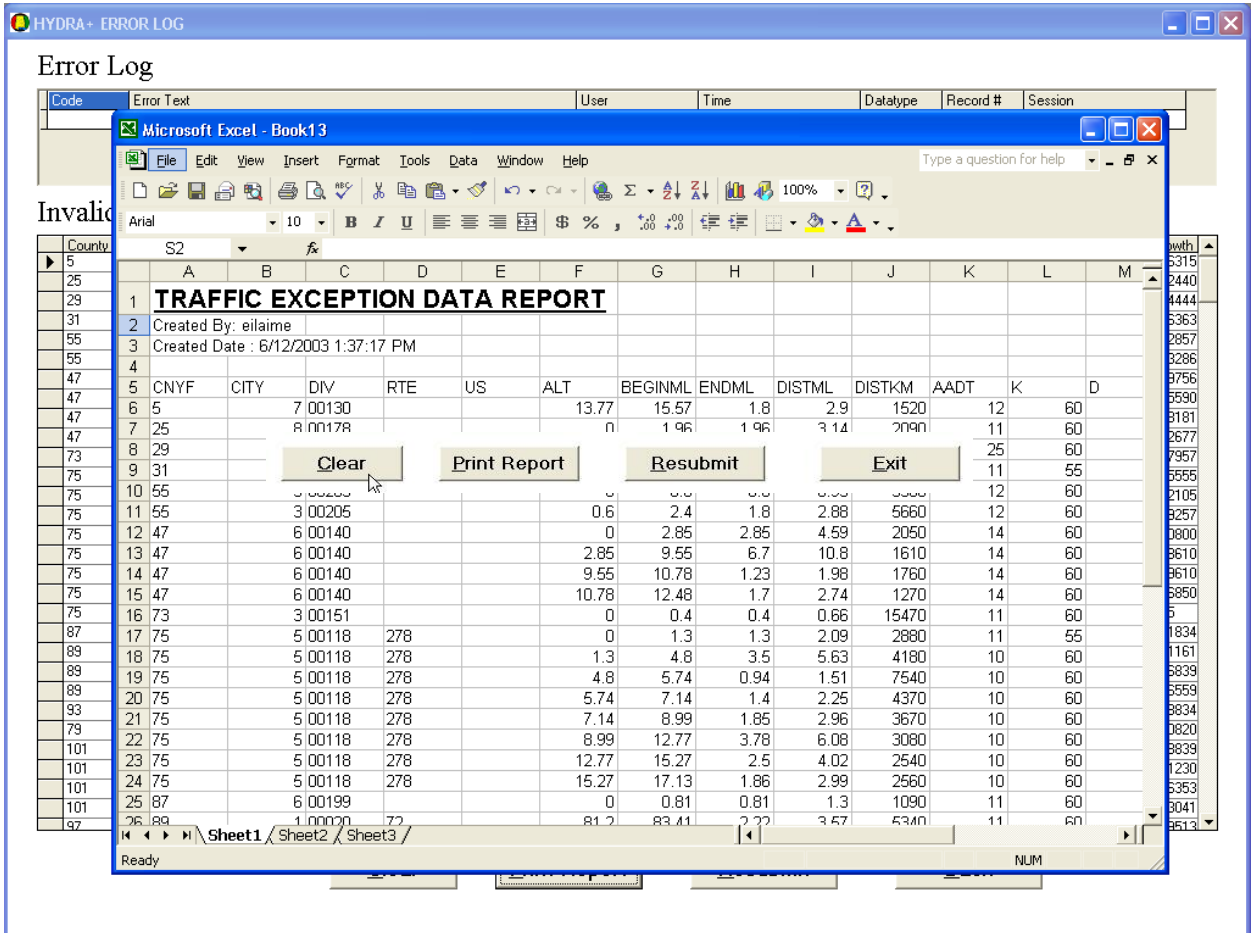 HYDRA+ ERROR LOG
Error Log
Code Error Text User Time Datatype Record # Session
Microsoft Excel - Book13
File Edit View Insert Format Tools Data Window Help Type a question for help
100%
Arial 10 B I U $ % ,
S2 fx
A B C D E F G H I J K L M
1 TRAFFIC EXCEPTION DATA REPORT
2 Created By: eilaime
3 Created Date : 6/12/2003 1:37:17 PM
4
5 CNYF CITY DIV RTE US ALT BEGINML ENDML DISTML DISTKM AADT K D
6 5 7 00130 13.77 15.57 1.8 2.9 1520 12 60
7 25 8 00178 0 1.96 1.96 3.14 2090 11 60
8 29 25 60
9 31 11 55
10 55 12 60
11 55 3 00205 0.6 2.4 1.8 2.88 5660 12 60
12 47 6 00140 0 2.85 2.85 4.59 2050 14 60
13 47 6 00140 2.85 9.55 6.7 10.8 1610 14 60
14 47 6 00140 9.55 10.78 1.23 1.98 1760 14 60
15 47 6 00140 10.78 12.48 1.7 2.74 1270 14 60
16 73 3 00151 0 0.4 0.4 0.66 15470 11 60
17 75 5 00118 278 0 1.3 1.3 2.09 2880 11 55
18 75 5 00118 278 1.3 4.8 3.5 5.63 4180 10 60
19 75 5 00118 278 4.8 5.74 0.94 1.51 7540 10 60
20 75 5 00118 278 5.74 7.14 1.4 2.25 4370 10 60
21 75 5 00118 278 7.14 8.99 1.85 2.96 3670 10 60
22 75 5 00118 278 8.99 12.77 3.78 6.08 3080 10 60
23 75 5 00118 278 12.77 15.27 2.5 4.02 2540 10 60
24 75 5 00118 278 15.27 17.13 1.86 2.99 2560 10 60
25 87 6 00199 0 0.81 0.81 1.3 1090 11 60
26 89 1 00020 72 81.2 83.41 2.22 3.57 5340 11 60
Clear Print Report Resubmit Exit
Sheet1 Sheet2 Sheet3
Ready NUM
County
5
25
29
31
55
55
47
47
47
47
73
75
75
75
75
75
75
75
75
87
89
89
89
93
79
101
101
101
101
97